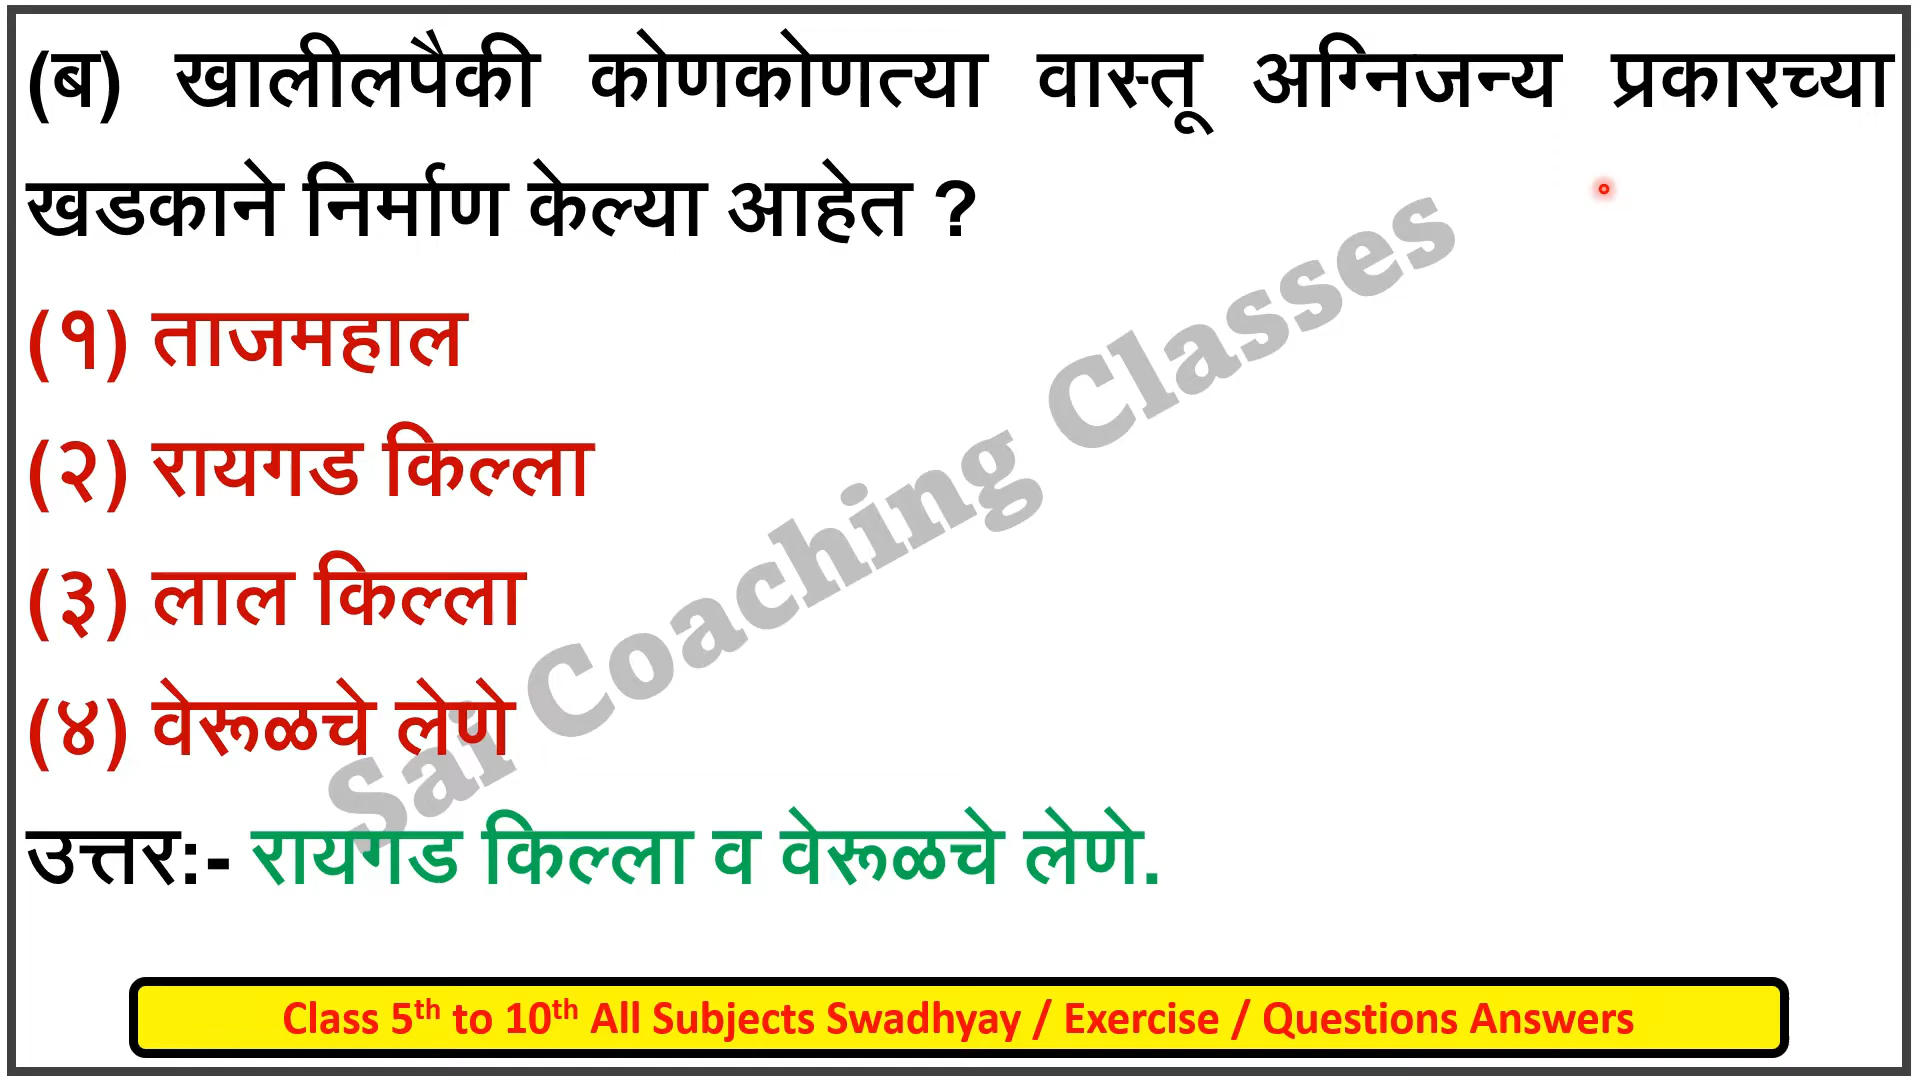 (ब) खालीलपैकी कोणकोणत्या वास्तू अग्निजन्य प्रकारच्या
खडकाने निर्माण केल्या आहेत ?
(१) ताजमहाल
(२) रायगड किल्ला
(३) लाल किल्ला
(४) वेरूळचे लेणे
उत्तर:- रायगड किल्ला व वेरूळचे लेणे.
Sai Coaching Classes
Class 5th to 10th All Subjects Swadhyay / Exercise / Questions Answers